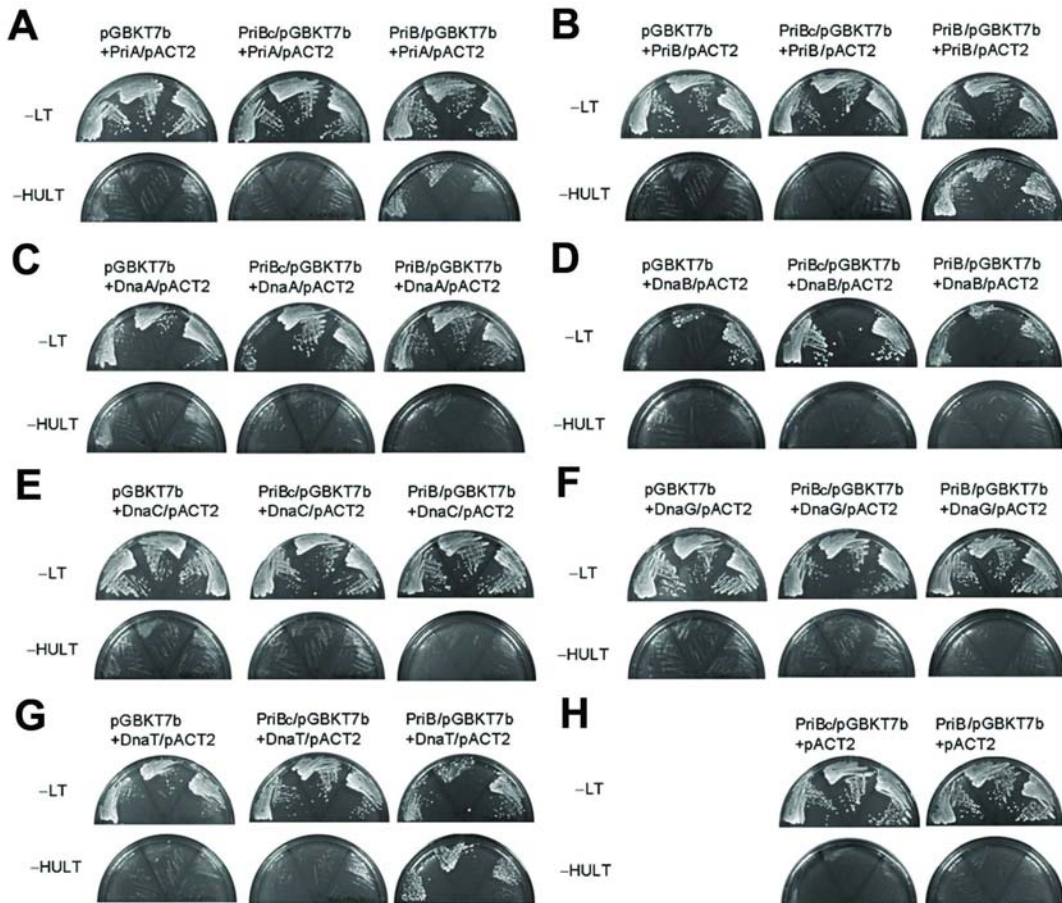 A
pGBKT7b
+PriA/pACT2
PriBc/pGBKT7b
+PriA/pACT2
PriB/pGBKT7b
+PriA/pACT2
–LT
–HULT
B
pGBKT7b
+PriB/pACT2
PriBc/pGBKT7b
+PriB/pACT2
PriB/pGBKT7b
+PriB/pACT2
–LT
–HULT
C
pGBKT7b
+DnaA/pACT2
PriBc/pGBKT7b
+DnaA/pACT2
PriB/pGBKT7b
+DnaA/pACT2
–LT
–HULT
D
pGBKT7b
+DnaB/pACT2
PriBc/pGBKT7b
+DnaB/pACT2
PriB/pGBKT7b
+DnaB/pACT2
–LT
–HULT
E
pGBKT7b
+DnaC/pACT2
PriBc/pGBKT7b
+DnaC/pACT2
PriB/pGBKT7b
+DnaC/pACT2
–LT
–HULT
F
pGBKT7b
+DnaG/pACT2
PriBc/pGBKT7b
+DnaG/pACT2
PriB/pGBKT7b
+DnaG/pACT2
–LT
–HULT
G
pGBKT7b
+DnaT/pACT2
PriBc/pGBKT7b
+DnaT/pACT2
PriB/pGBKT7b
+DnaT/pACT2
–LT
–HULT
H
PriBc/pGBKT7b
+pACT2
PriB/pGBKT7b
+pACT2
–LT
–HULT